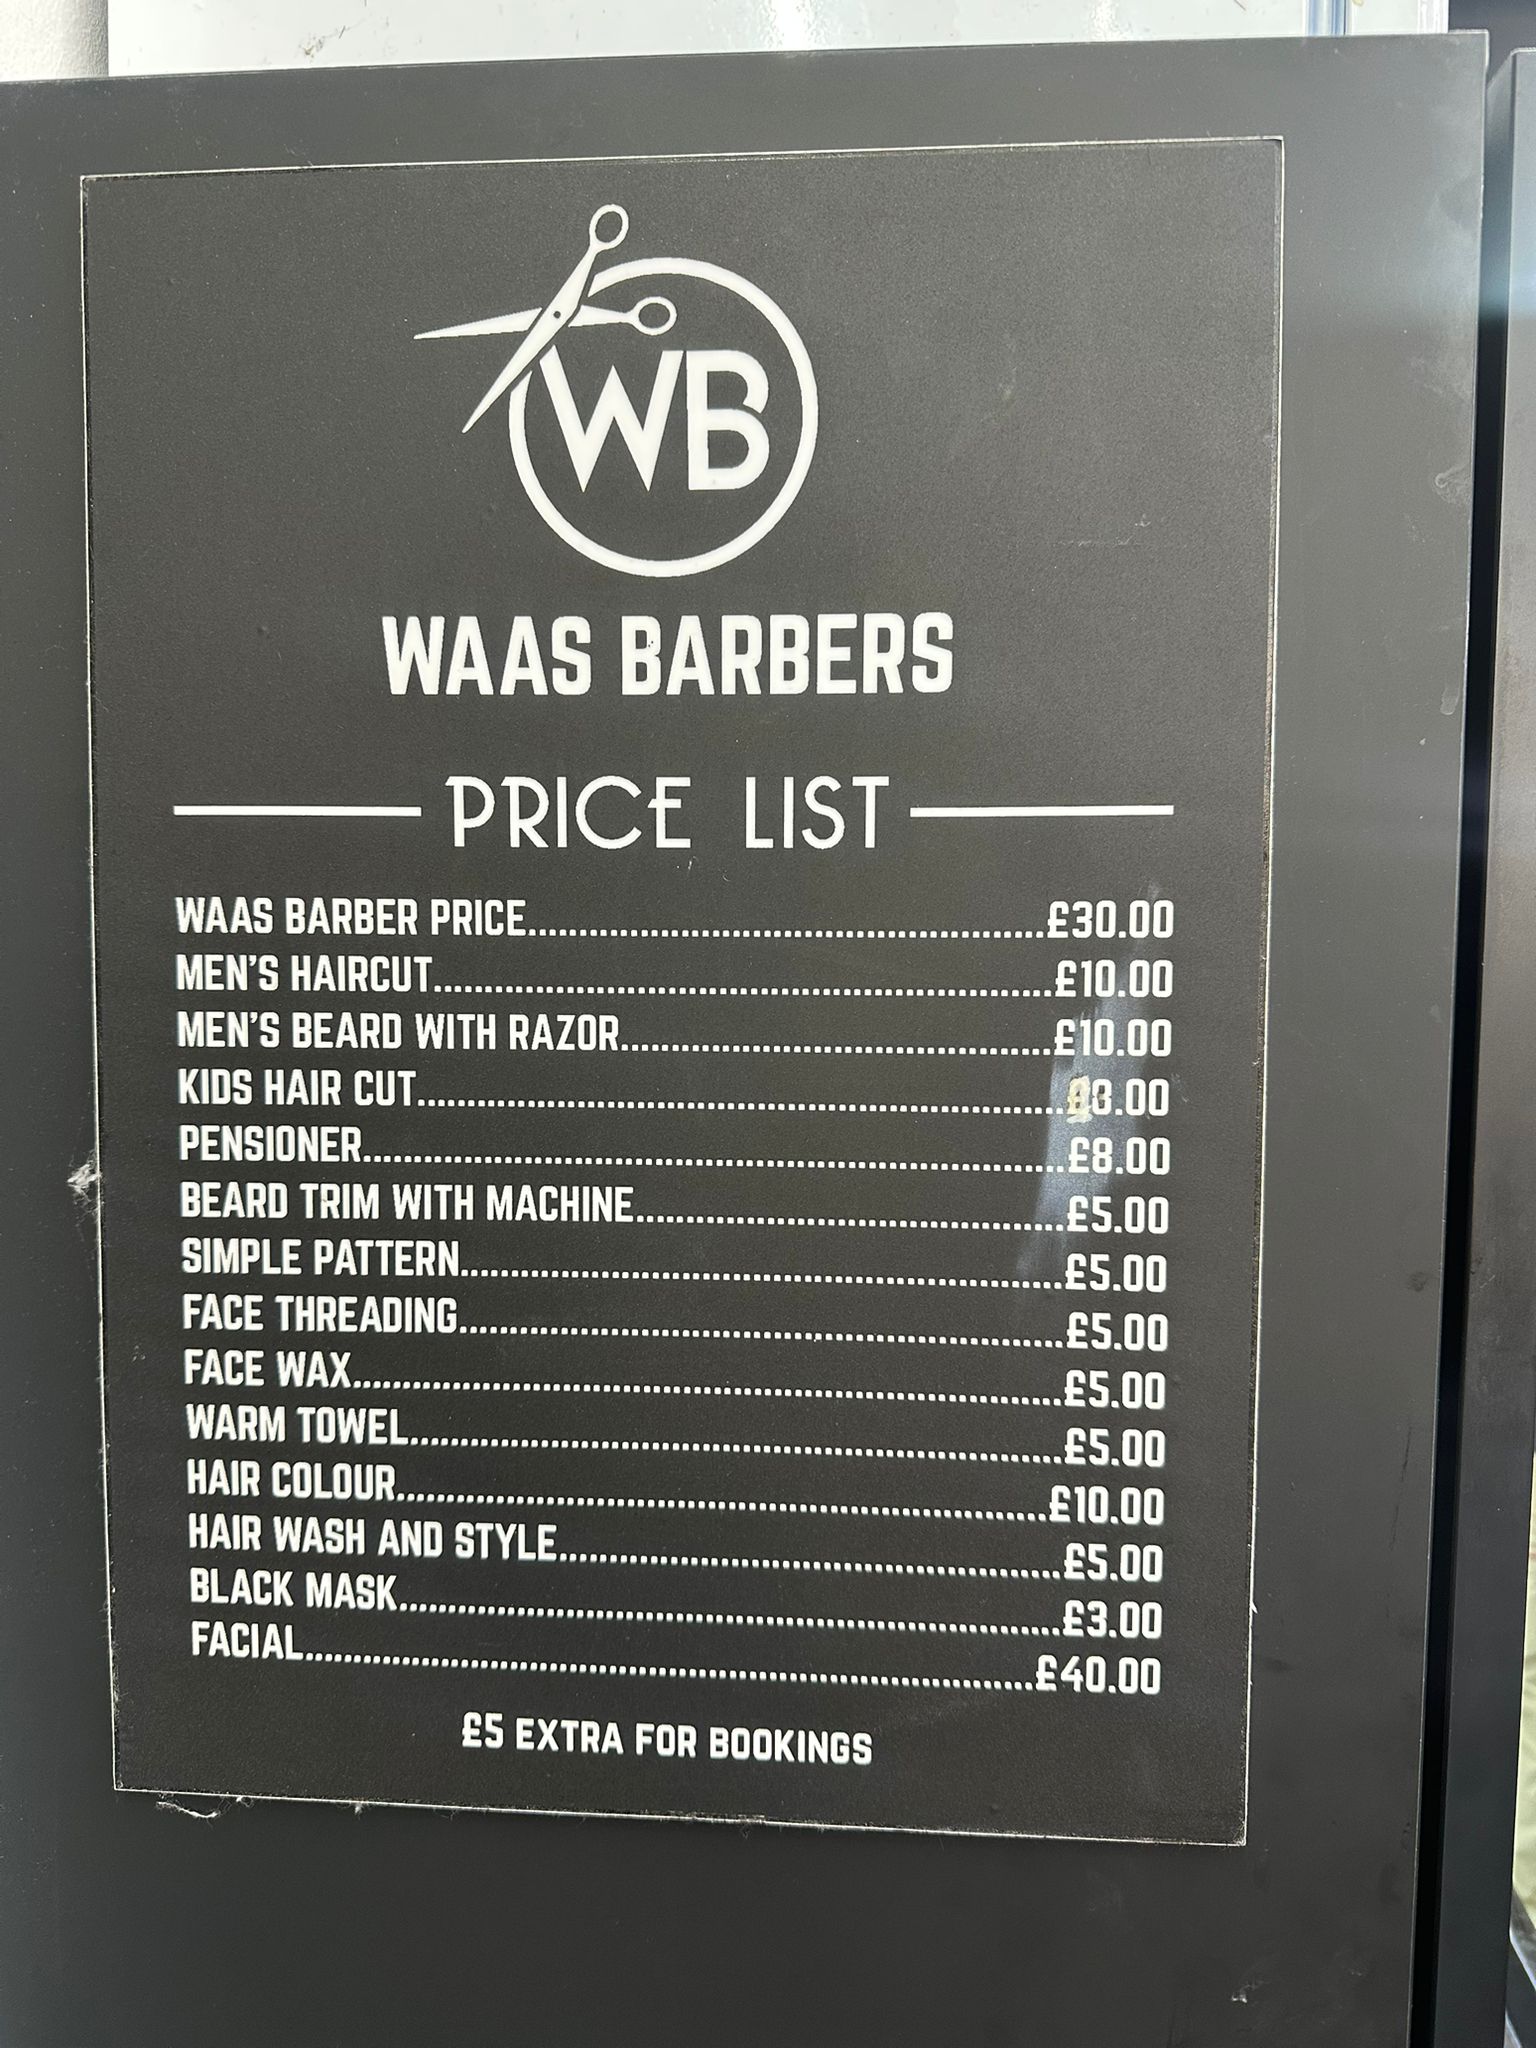 WB
WAAS BARBERS
PRICE LIST
WAAS BARBER PRICE................£30.00
MEN'S HAIRCUT................£10.00
MEN'S BEARD WITH RAZOR................£10.00
KIDS HAIR CUT................£8.00
PENSIONER................£8.00
BEARD TRIM WITH MACHINE................£5.00
SIMPLE PATTERN................£5.00
FACE THREADING................£5.00
FACE WAX................£5.00
WARM TOWEL................£5.00
HAIR COLOUR................£10.00
HAIR WASH AND STYLE................£5.00
BLACK MASK................£3.00
FACIAL................£40.00
£5 EXTRA FOR BOOKINGS